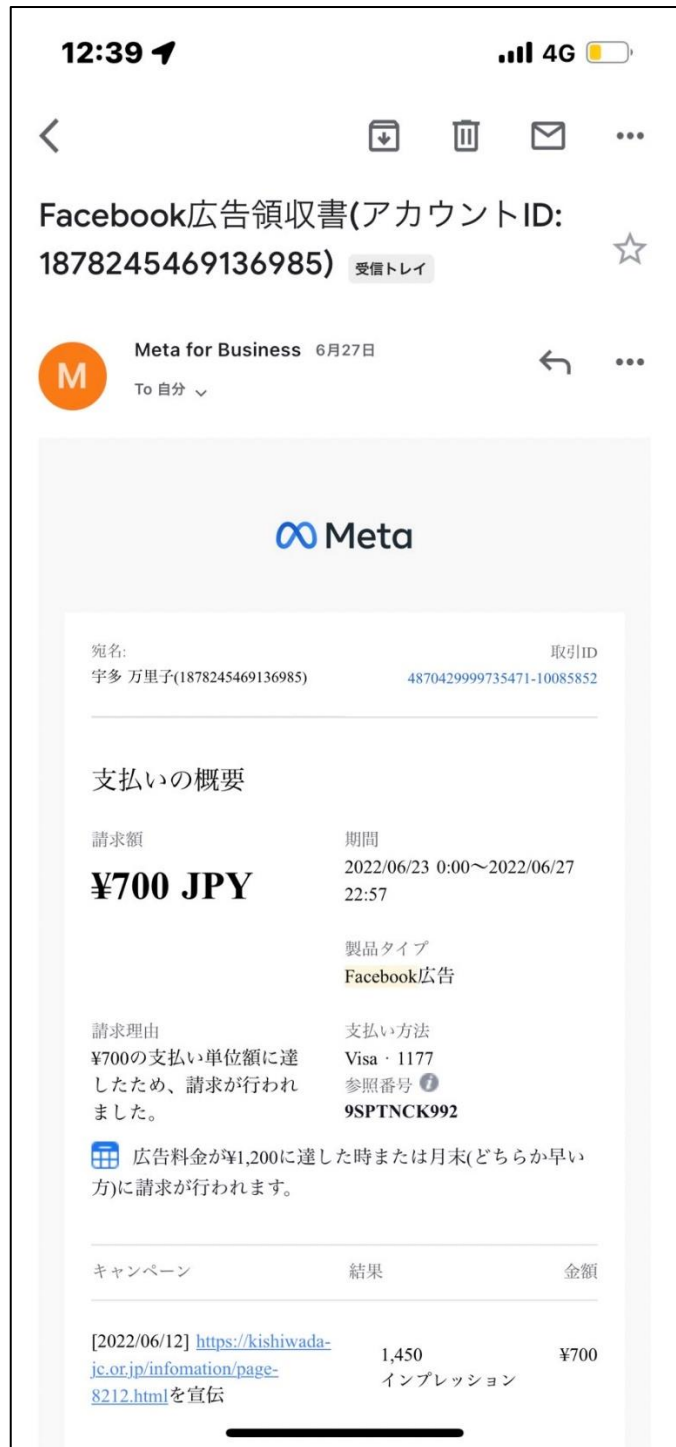 12:39
4G
Facebook広告領収書(アカウントID:
1878245469136985) 受信トレイ
M
Meta for Business 6月27日
To 自分
Meta
宛名:
宇多 万里子(1878245469136985)
取引ID
4870429999735471-10085852
支払いの概要
請求額
¥700 JPY
期間
2022/06/23 0:00～2022/06/27
22:57
製品タイプ
Facebook広告
請求理由
¥700の支払い単位額に達
したため、請求が行われ
ました。
支払い方法
Visa · 1177
参照番号
9SPTNCK992
広告料金が¥1,200に達した時または月末(どちらか早い
方)に請求が行われます。
キャンペーン 結果 金額
[2022/06/12] https://kishiwada-
jc.or.jp/infomation/page-
8212.htmlを宣伝
1,450
インプレッション
¥700